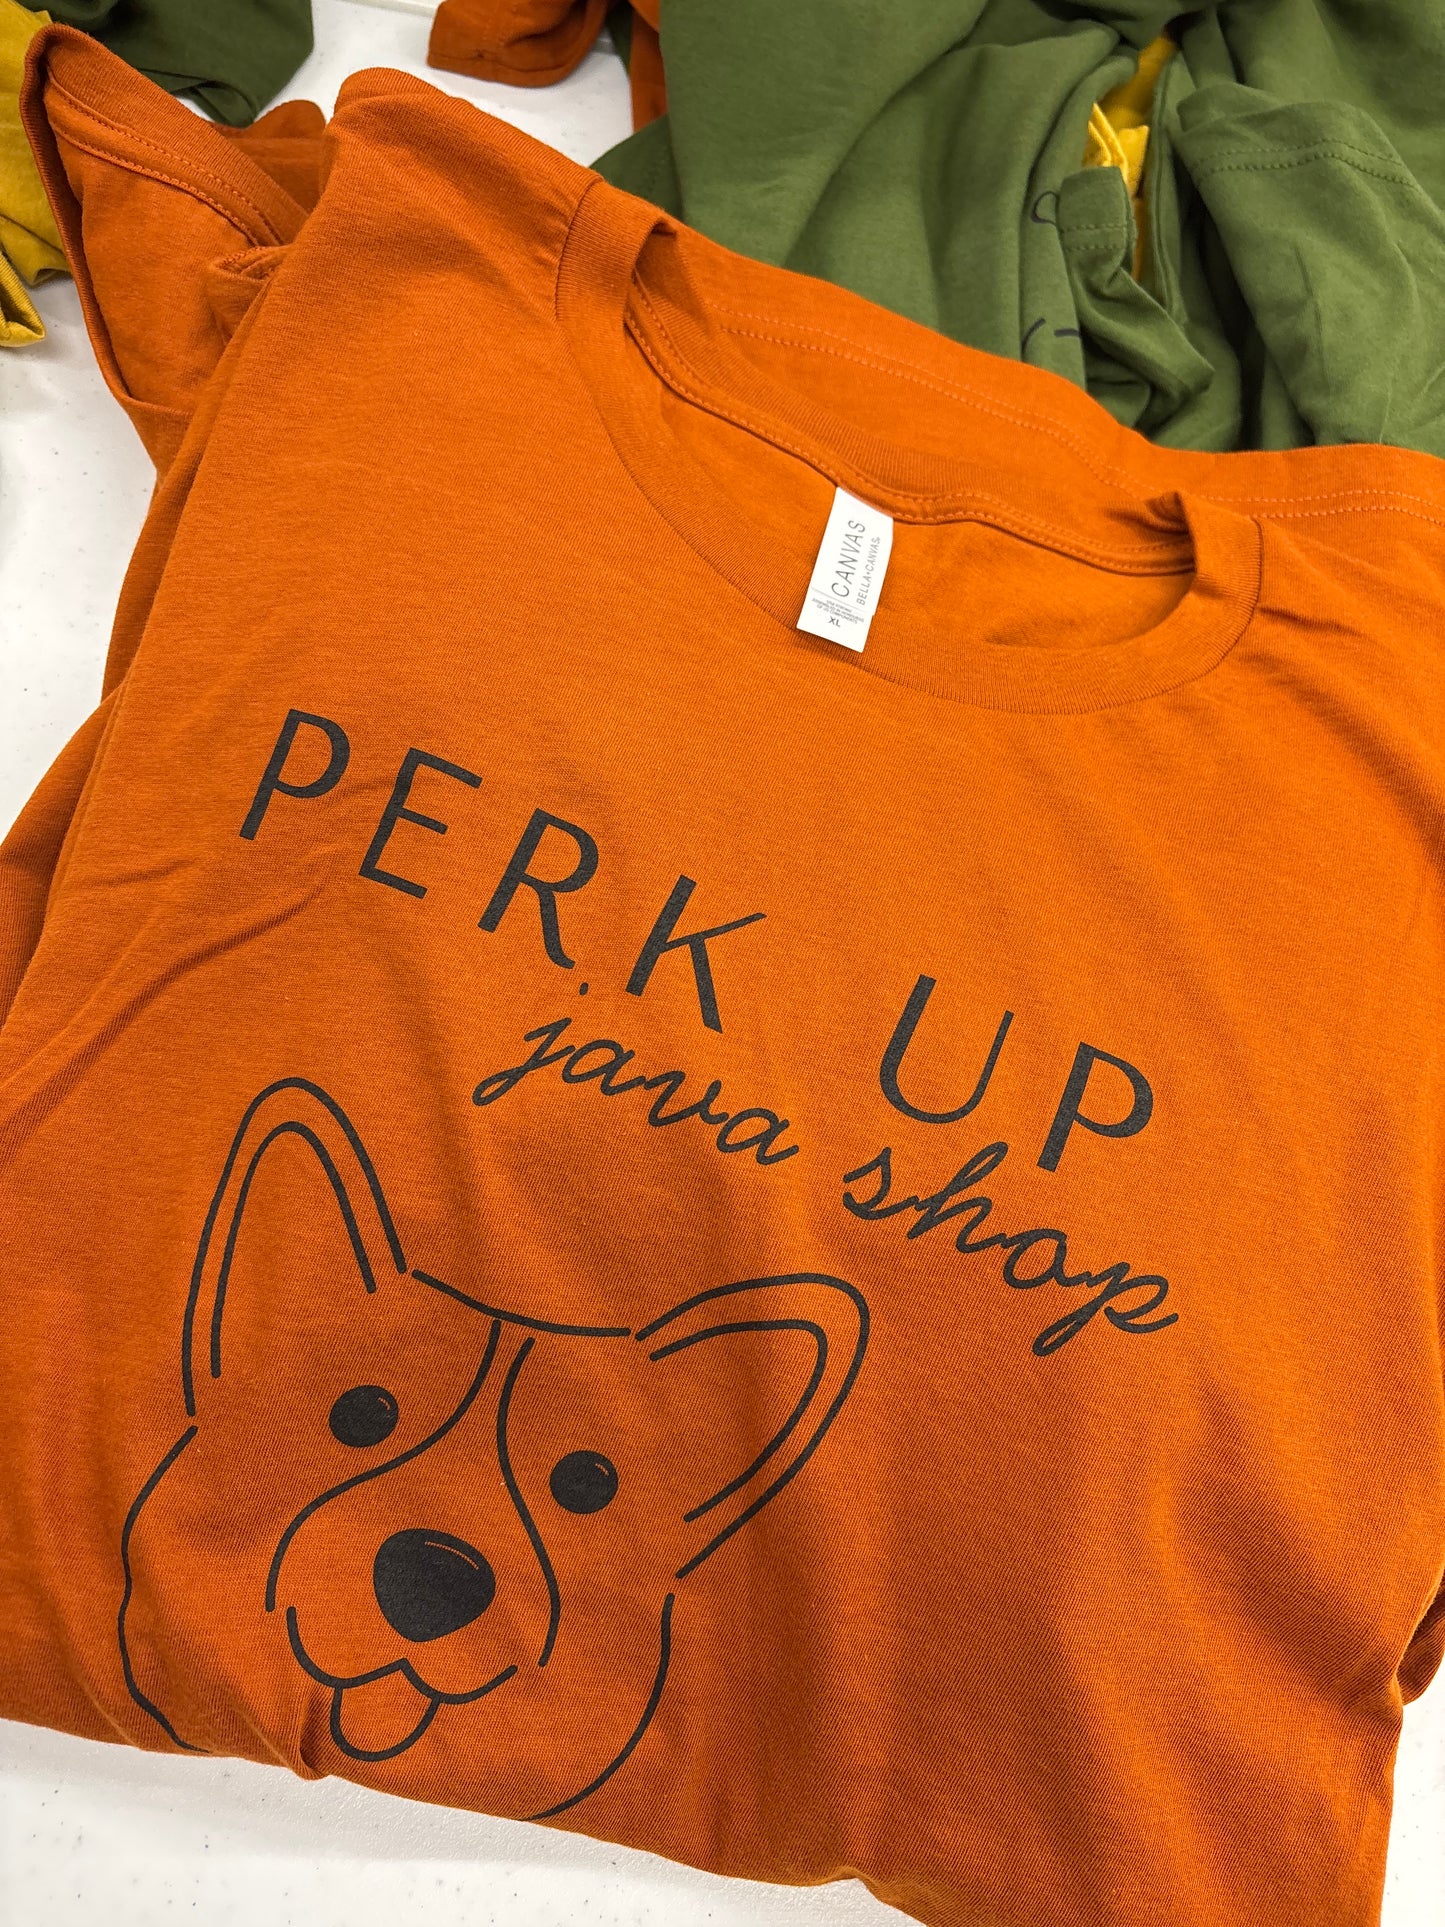 CANVAS
BELLA+CANVAS®
XL
PERK UP
java shop